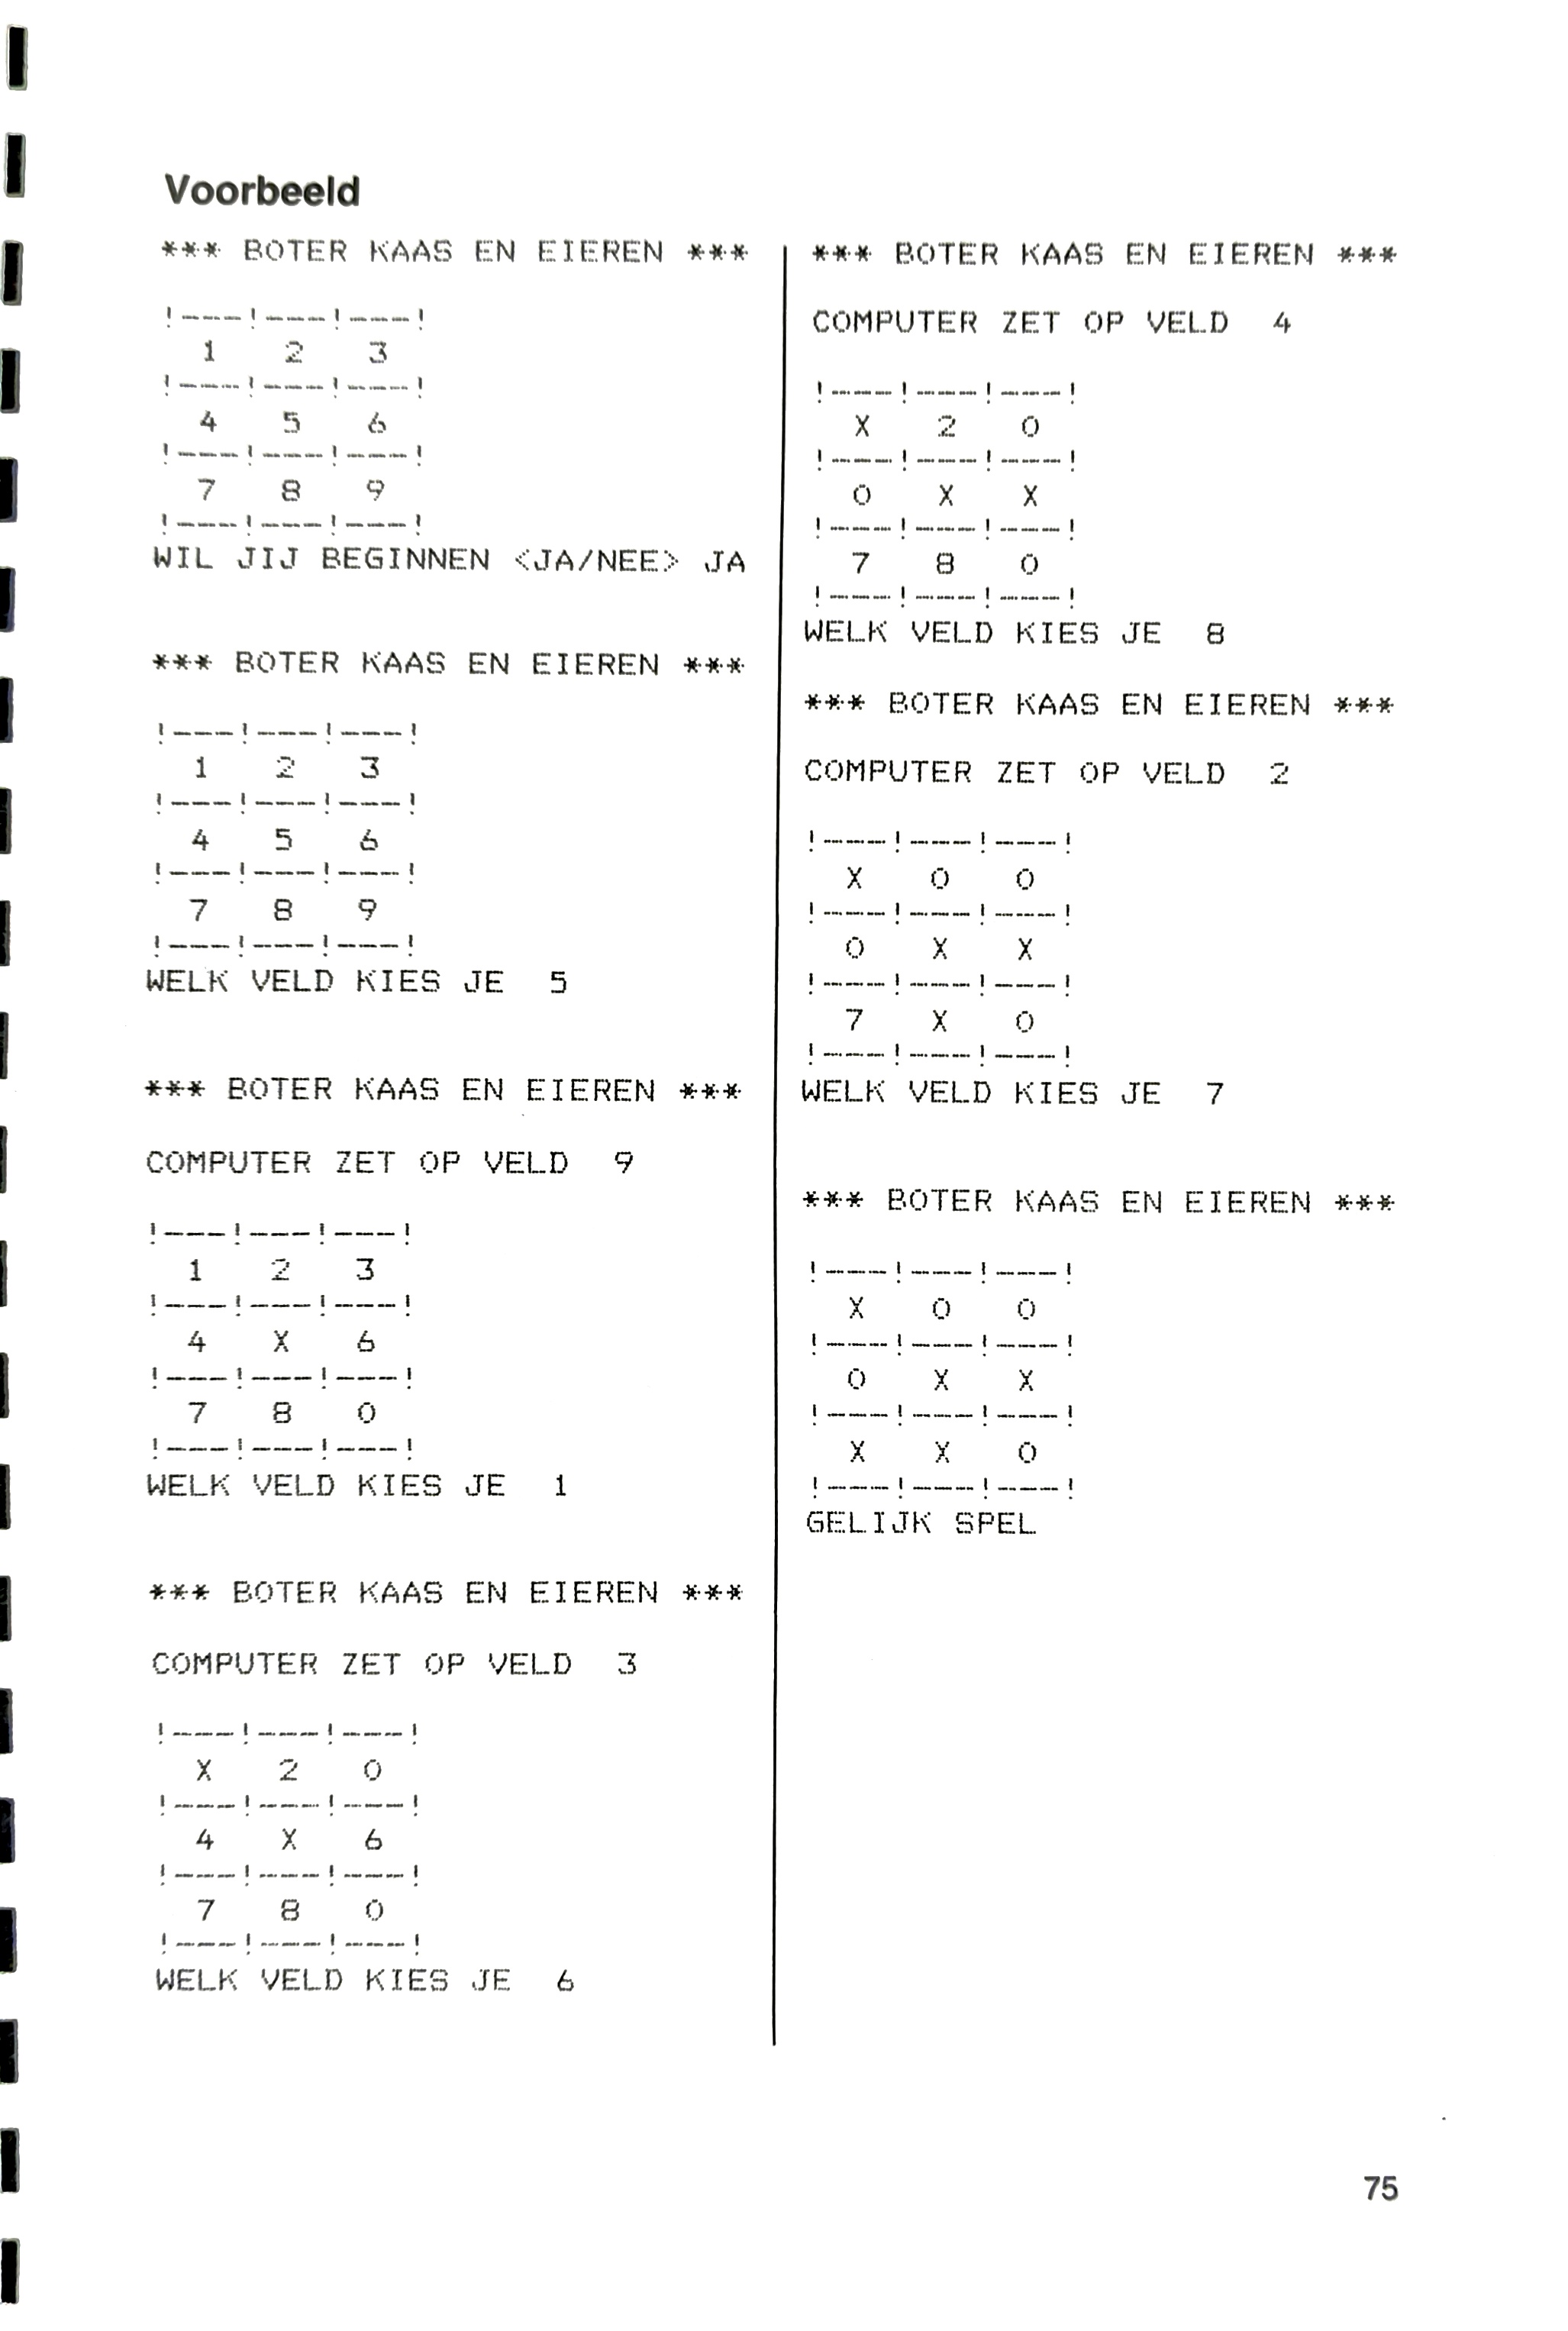 Voorbeeld
*** BOTER KAAS EN EIEREN ***
!---!---!---!
1 2 3
!---!---!---!
4 5 6
!---!---!---!
7 8 9
!---!---!---!
WIL JIJ BEGINNEN <JA/NEE> JA
*** BOTER KAAS EN EIEREN ***
!---!---!---!
1 2 3
!---!---!---!
4 5 6
!---!---!---!
7 8 9
!---!---!---!
WELK VELD KIES JE 5
*** BOTER KAAS EN EIEREN ***
COMPUTER ZET OP VELD 9
!---!---!---!
1 2 3
!---!---!---!
4 X 6
!---!---!---!
7 8 O
!---!---!---!
WELK VELD KIES JE 1
*** BOTER KAAS EN EIEREN ***
COMPUTER ZET OP VELD 3
!---!---!---!
X 2 O
!---!---!---!
4 X 6
!---!---!---!
7 8 O
!---!---!---!
WELK VELD KIES JE 6
*** BOTER KAAS EN EIEREN ***
COMPUTER ZET OP VELD 4
!---!---!---!
X 2 O
!---!---!---!
O X X
!---!---!---!
7 8 O
!---!---!---!
WELK VELD KIES JE 8
*** BOTER KAAS EN EIEREN ***
COMPUTER ZET OP VELD 2
!---!---!---!
X O O
!---!---!---!
O X X
!---!---!---!
7 X O
!---!---!---!
WELK VELD KIES JE 7
*** BOTER KAAS EN EIEREN ***
!---!---!---!
X O O
!---!---!---!
O X X
!---!---!---!
X X O
!---!---!---!
GELIJK SPEL
75